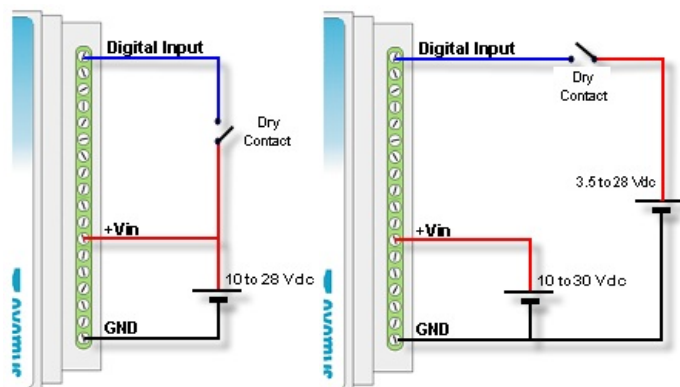 Digital Input
Dry
Contact
+Vin
10 to 28 Vdc
GND
Digital Input
Dry
Contact
3.5 to 28 Vdc
+Vin
10 to 30 Vdc
GND